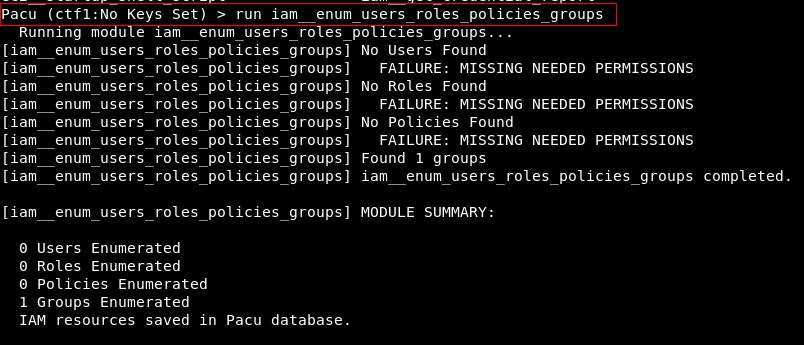 Pacu (ctf1:No Keys Set) > run iam__enum_users_roles_policies_groups
  Running module iam__enum_users_roles_policies_groups...
[iam__enum_users_roles_policies_groups] No Users Found
[iam__enum_users_roles_policies_groups]   FAILURE: MISSING NEEDED PERMISSIONS
[iam__enum_users_roles_policies_groups] No Roles Found
[iam__enum_users_roles_policies_groups]   FAILURE: MISSING NEEDED PERMISSIONS
[iam__enum_users_roles_policies_groups] No Policies Found
[iam__enum_users_roles_policies_groups]   FAILURE: MISSING NEEDED PERMISSIONS
[iam__enum_users_roles_policies_groups] Found 1 groups
[iam__enum_users_roles_policies_groups] iam__enum_users_roles_policies_groups completed.
[iam__enum_users_roles_policies_groups] MODULE SUMMARY:
  0 Users Enumerated
  0 Roles Enumerated
  0 Policies Enumerated
  1 Groups Enumerated
  IAM resources saved in Pacu database.